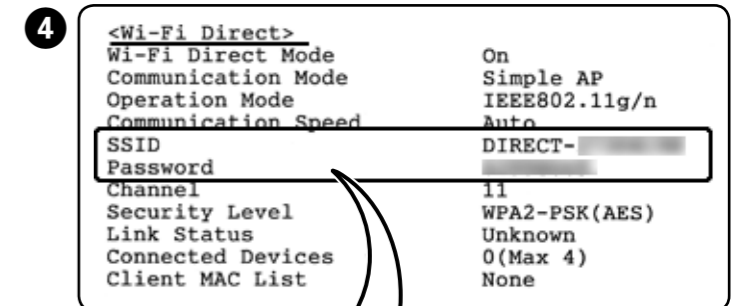 4
<Wi-Fi Direct>
Wi-Fi Direct Mode On
Communication Mode Simple AP
Operation Mode IEEE802.11g/n
Communication Speed Auto
SSID DIRECT-
Password
Channel 11
Security Level WPA2-PSK(AES)
Link Status Unknown
Connected Devices 0(Max 4)
Client MAC List None